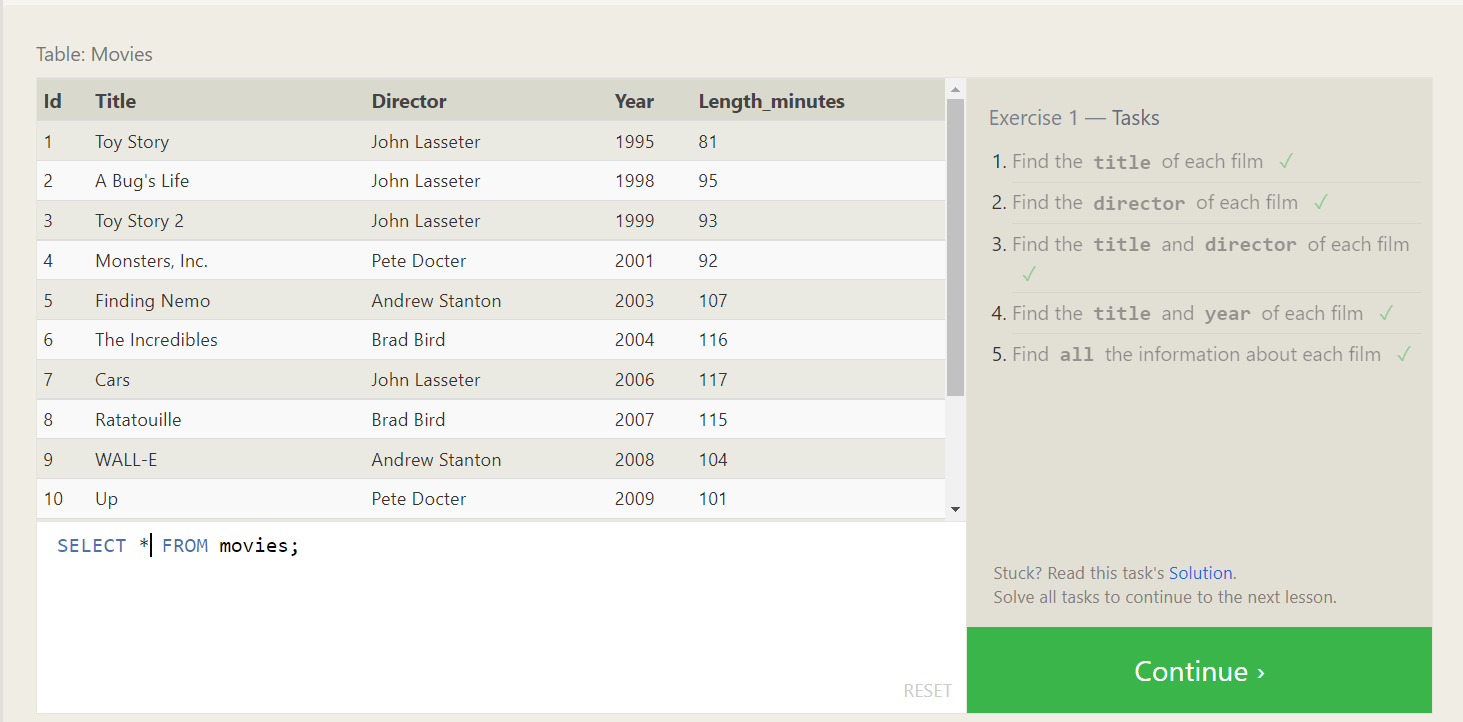 Table: Movies
Id Title Director Year Length_minutes
1 Toy Story John Lasseter 1995 81
2 A Bug's Life John Lasseter 1998 95
3 Toy Story 2 John Lasseter 1999 93
4 Monsters, Inc. Pete Docter 2001 92
5 Finding Nemo Andrew Stanton 2003 107
6 The Incredibles Brad Bird 2004 116
7 Cars John Lasseter 2006 117
8 Ratatouille Brad Bird 2007 115
9 WALL-E Andrew Stanton 2008 104
10 Up Pete Docter 2009 101
SELECT * FROM movies;
RESET
Exercise 1 — Tasks
1. Find the title of each film ✓
2. Find the director of each film ✓
3. Find the title and director of each film
✓
4. Find the title and year of each film ✓
5. Find all the information about each film ✓
Stuck? Read this task's Solution.
Solve all tasks to continue to the next lesson.
Continue ›